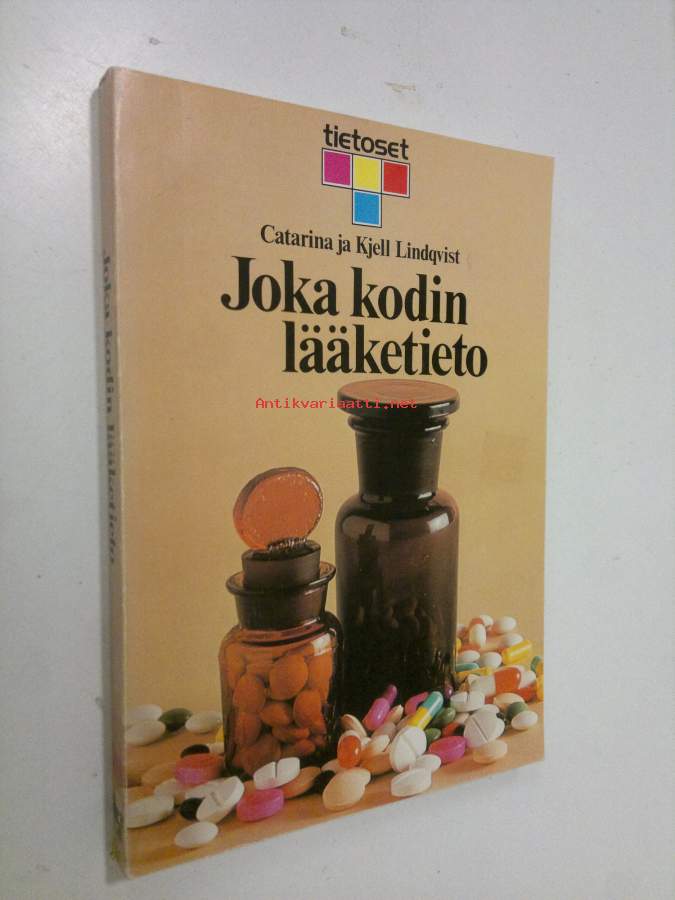 tietoset
Catarina ja Kjell Lindqvist
Joka kodin
lääketieto
Antikvariaatti.net
Joka kodin lääketieto